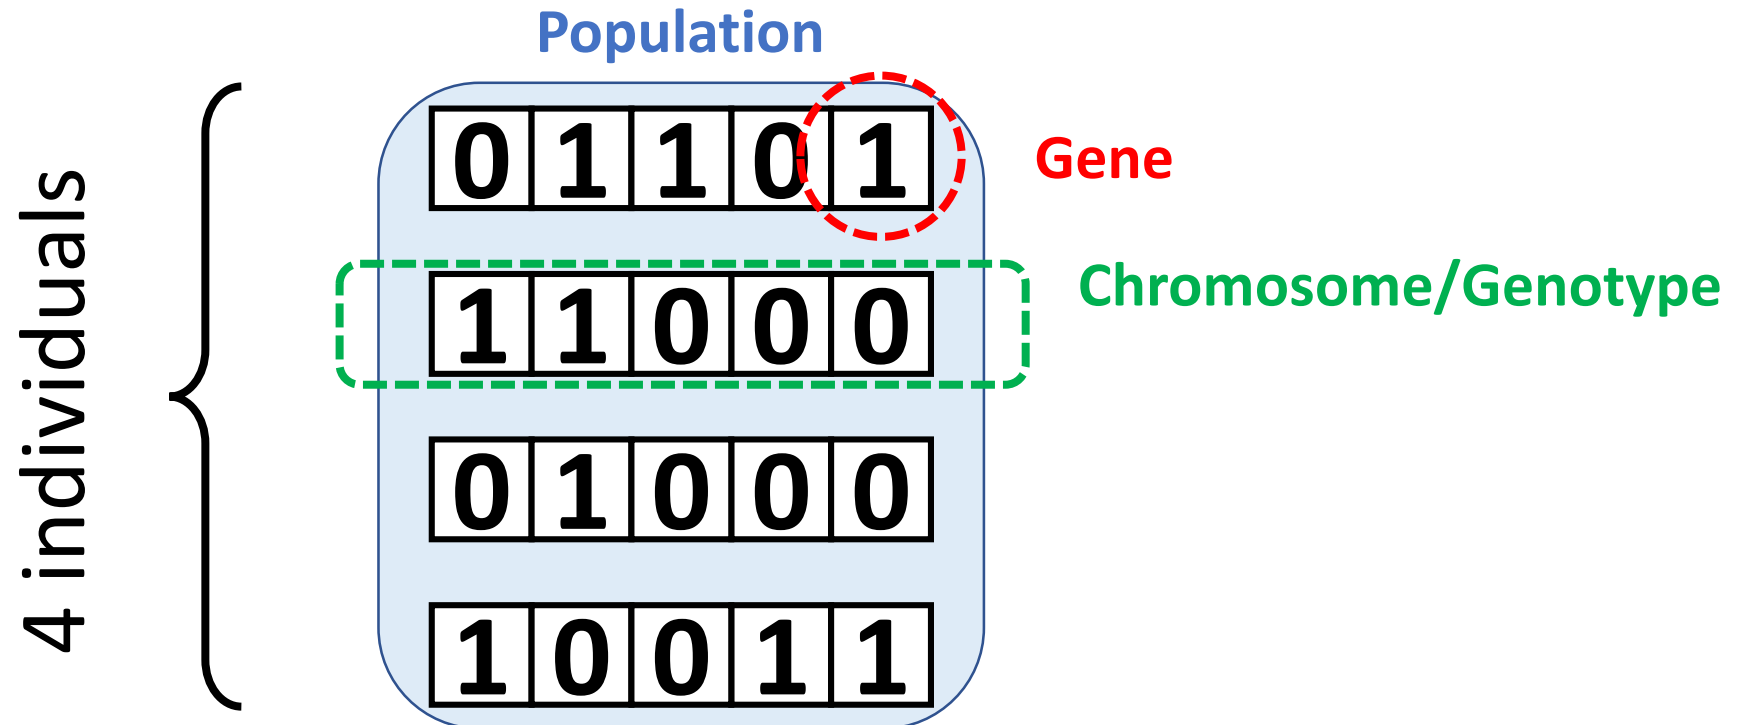 Population
4 individuals
0 1 1 0 1
Gene
1 1 0 0 0
Chromosome/Genotype
0 1 0 0 0
1 0 0 1 1